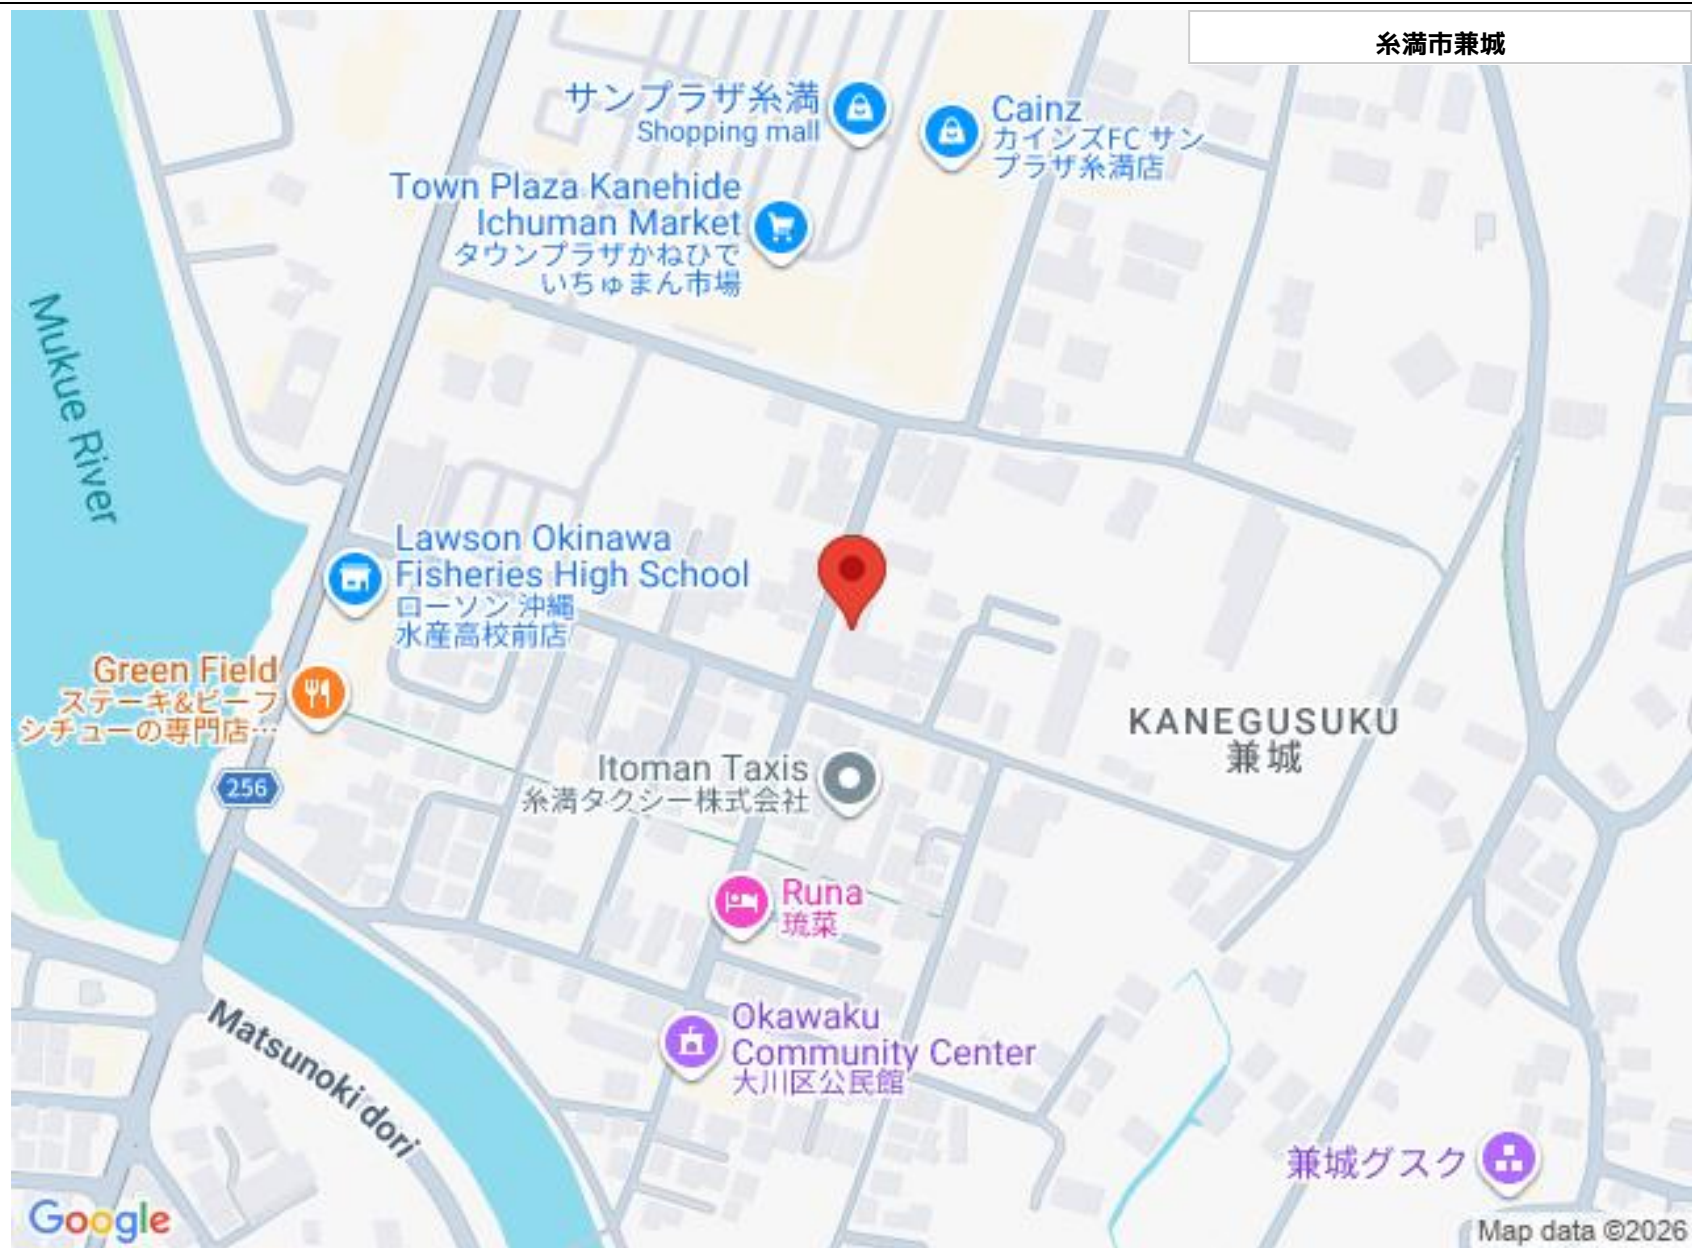 糸満市兼城
サンプラザ糸満
Shopping mall
Cainz
カインズFC サン
プラザ糸満店
Town Plaza Kanehide
Ichuman Market
タウンプラザかねひで
いちゅまん市場
Mukue River
Lawson Okinawa
Fisheries High School
ローソン 沖縄
水産高校前店
Green Field
ステーキ&ビーフ
シチューの専門店…
256
KANEGUSUKU
兼城
Itoman Taxis
糸満タクシー株式会社
Runa
琉菜
Okawaku
Community Center
大川区公民館
Matsunoki dori
兼城グスク
Google
Map data ©2026